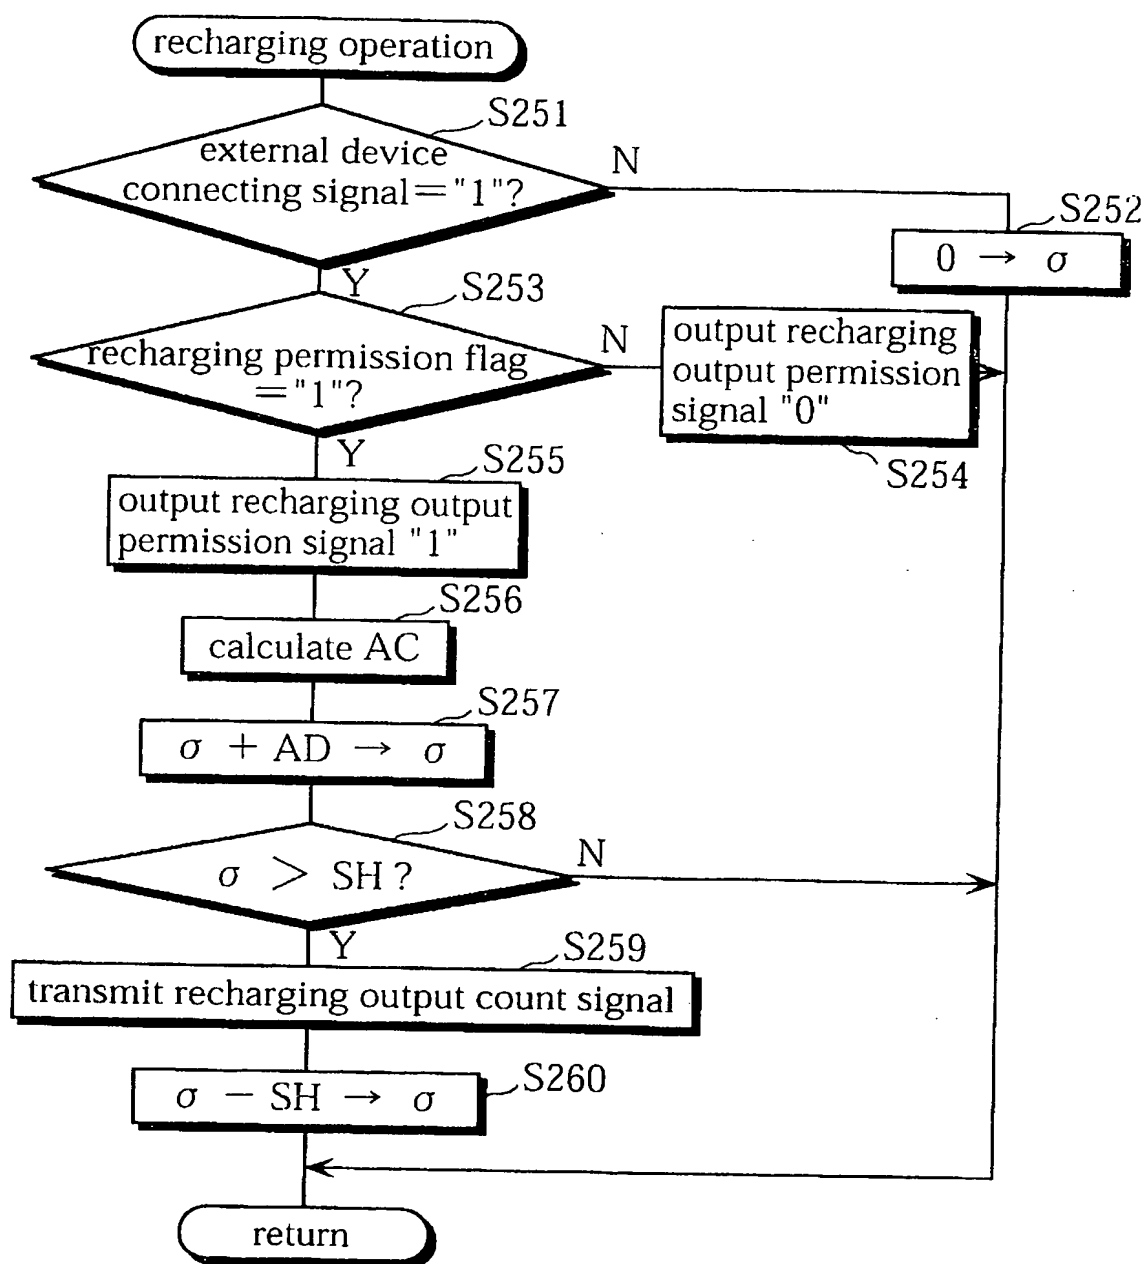 recharging operation
S251
external device
connecting signal="1"?
N
S252
0 → σ
Y
S253
recharging permission flag
="1"?
N
output recharging
output permission
signal "0"
S254
Y
S255
output recharging output
permission signal "1"
S256
calculate AC
S257
σ + AD → σ
S258
σ > SH?
N
Y
S259
transmit recharging output count signal
S260
σ − SH → σ
return